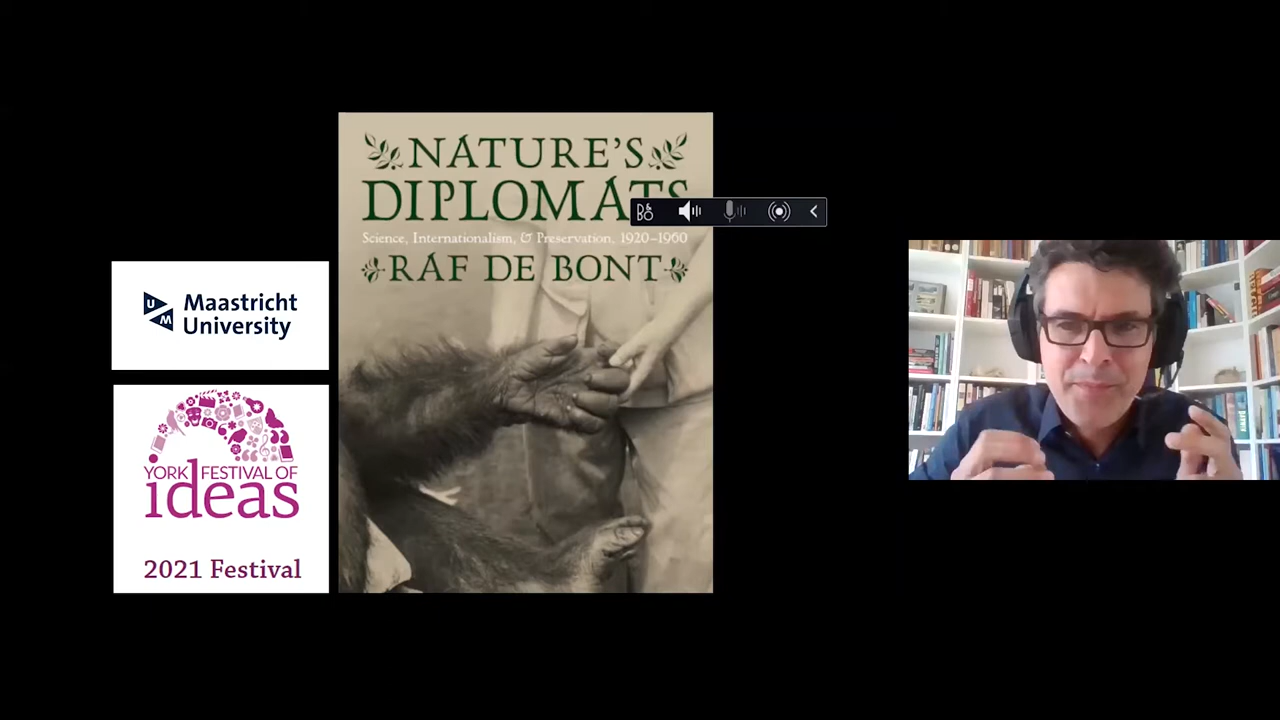 NATURE'S
DIPLOMATS
Science, Internationalism, & Preservation, 1920–1960
RAF DE BONT
B&O
UM
Maastricht
University
YORK FESTIVAL OF
ideas
2021 Festival